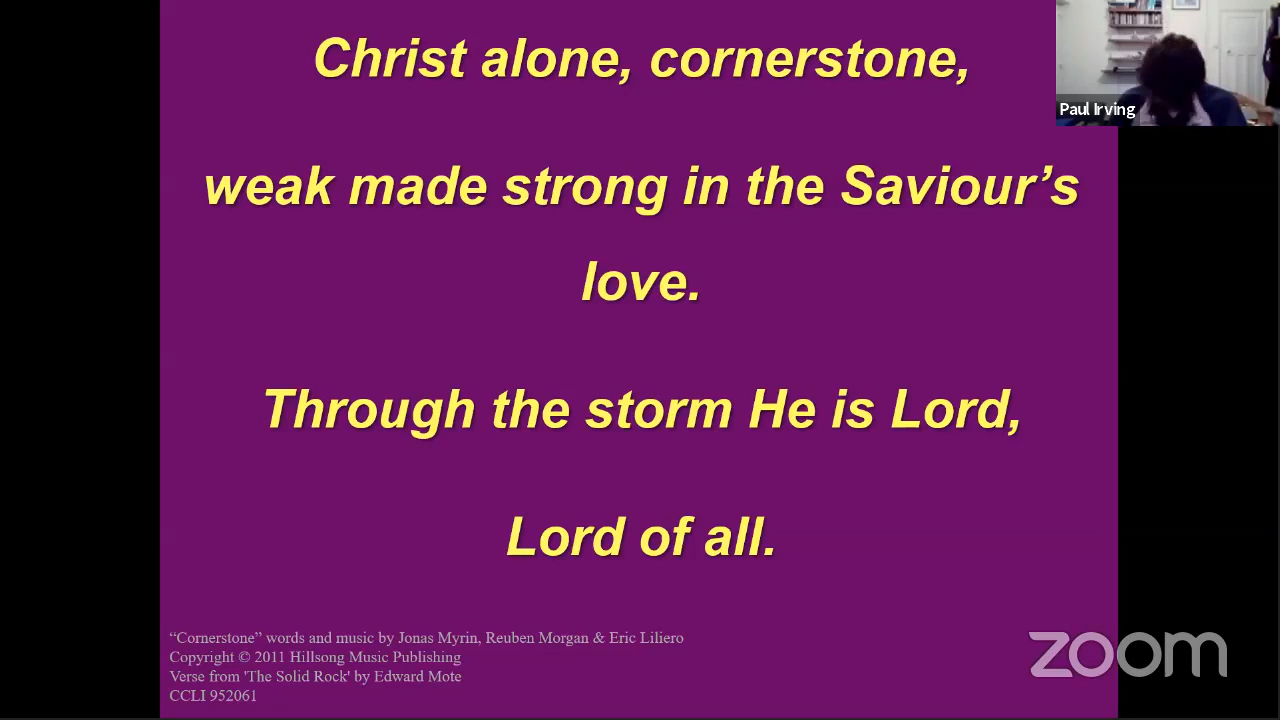 Christ alone, cornerstone,
Paul Irving
weak made strong in the Saviour’s
love.
Through the storm He is Lord,
Lord of all.
“Cornerstone” words and music by Jonas Myrin, Reuben Morgan & Eric Liliero
Copyright © 2011 Hillsong Music Publishing
Verse from 'The Solid Rock' by Edward Mote
CCLI 952061
zoom